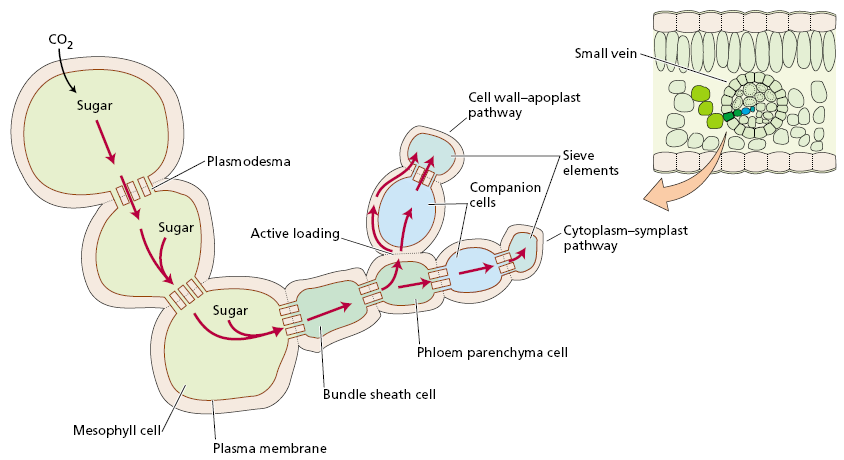 CO2
Sugar
Plasmodesma
Sugar
Sugar
Mesophyll cell
Plasma membrane
Bundle sheath cell
Phloem parenchyma cell
Active loading
Cell wall–apoplast
pathway
Companion
cells
Sieve
elements
Cytoplasm–symplast
pathway
Small vein